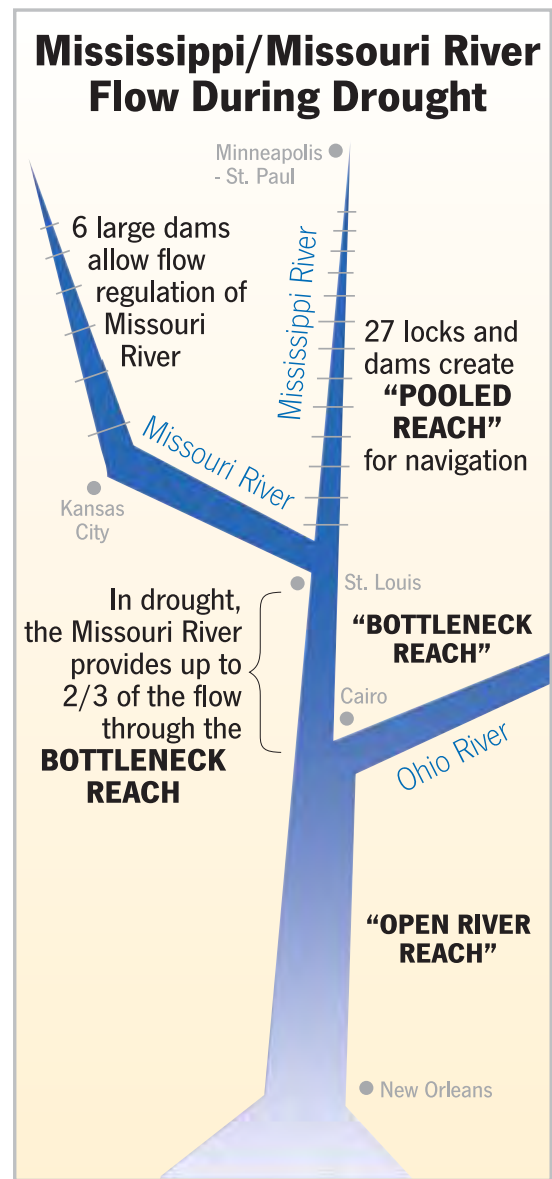 Mississippi/Missouri River
Flow During Drought
Minneapolis
- St. Paul
6 large dams
allow flow
regulation of
Missouri
River
Mississippi River
27 locks and
dams create
“POOLED
REACH”
for navigation
Missouri River
Kansas
City
St. Louis
In drought,
the Missouri River
provides up to
2/3 of the flow
through the
BOTTLENECK
REACH
“BOTTLENECK
REACH”
Cairo
Ohio River
“OPEN RIVER
REACH”
New Orleans